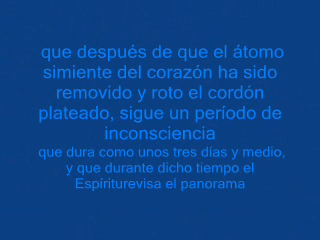 que después de que el átomo
simiente del corazón ha sido
removido y roto el cordón
plateado, sigue un período de
inconsciencia
que dura como unos tres días y medio,
y que durante dicho tiempo el
Espíriturevisa el panorama